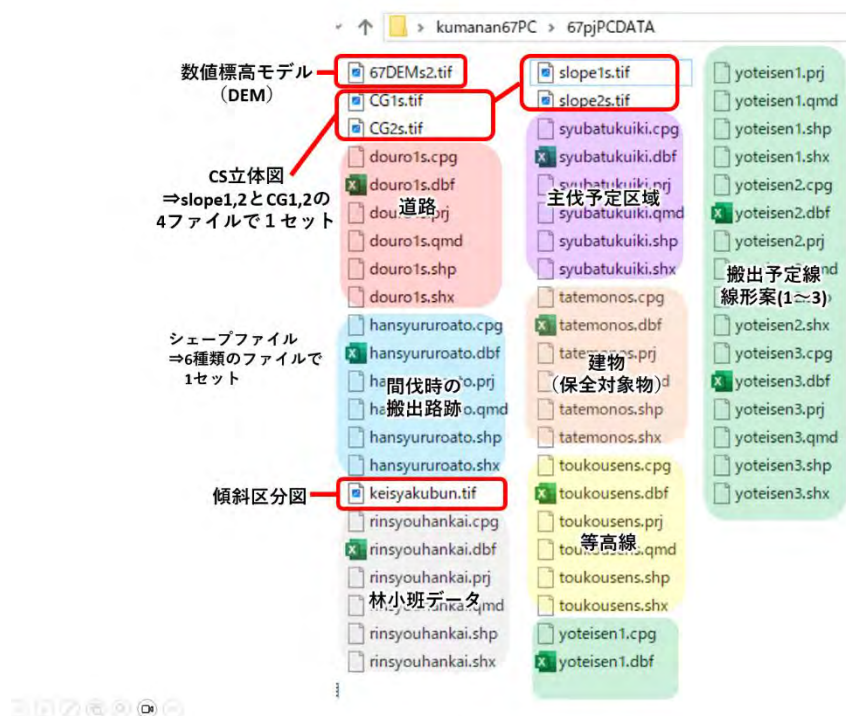 kumanan67PC > 67pjPCDATA
数値標高モデル
（DEM）
CS立体図
⇒slope1,2とCG1,2の
4ファイルで１セット
シェープファイル
⇒6種類のファイルで
1セット
傾斜区分図
67DEMs2.tif
CG1s.tif
CG2s.tif
douro1s.cpg
douro1s.dbf
道路
douro1s.qmd
douro1s.shp
douro1s.shx
hansyururoato.cpg
hansyururoato.dbf
間伐時の
搬出路跡
hansyururoato.shp
hansyururoato.shx
keisyakubun.tif
rinsyouhankai.cpg
rinsyouhankai.dbf
rinsyouhankai.prj
林小班データ
rinsyouhankai.shp
rinsyouhankai.shx
slope1s.tif
slope2s.tif
syubatukuiki.cpg
syubatukuiki.dbf
主伐予定区域
syubatukuiki.qmd
syubatukuiki.shp
syubatukuiki.shx
tatemonos.cpg
tatemonos.dbf
tatemonos.prj
建物
（保全対象物）
tatemonos.shp
tatemonos.shx
toukousens.cpg
toukousens.dbf
toukousens.prj
等高線
toukousens.qmd
toukousens.shp
toukousens.shx
yoteisen1.cpg
yoteisen1.dbf
yoteisen1.prj
yoteisen1.qmd
yoteisen1.shp
yoteisen1.shx
yoteisen2.cpg
yoteisen2.dbf
yoteisen2.prj
搬出予定線
線形案(1～3)
yoteisen2.shx
yoteisen3.cpg
yoteisen3.dbf
yoteisen3.prj
yoteisen3.qmd
yoteisen3.shp
yoteisen3.shx